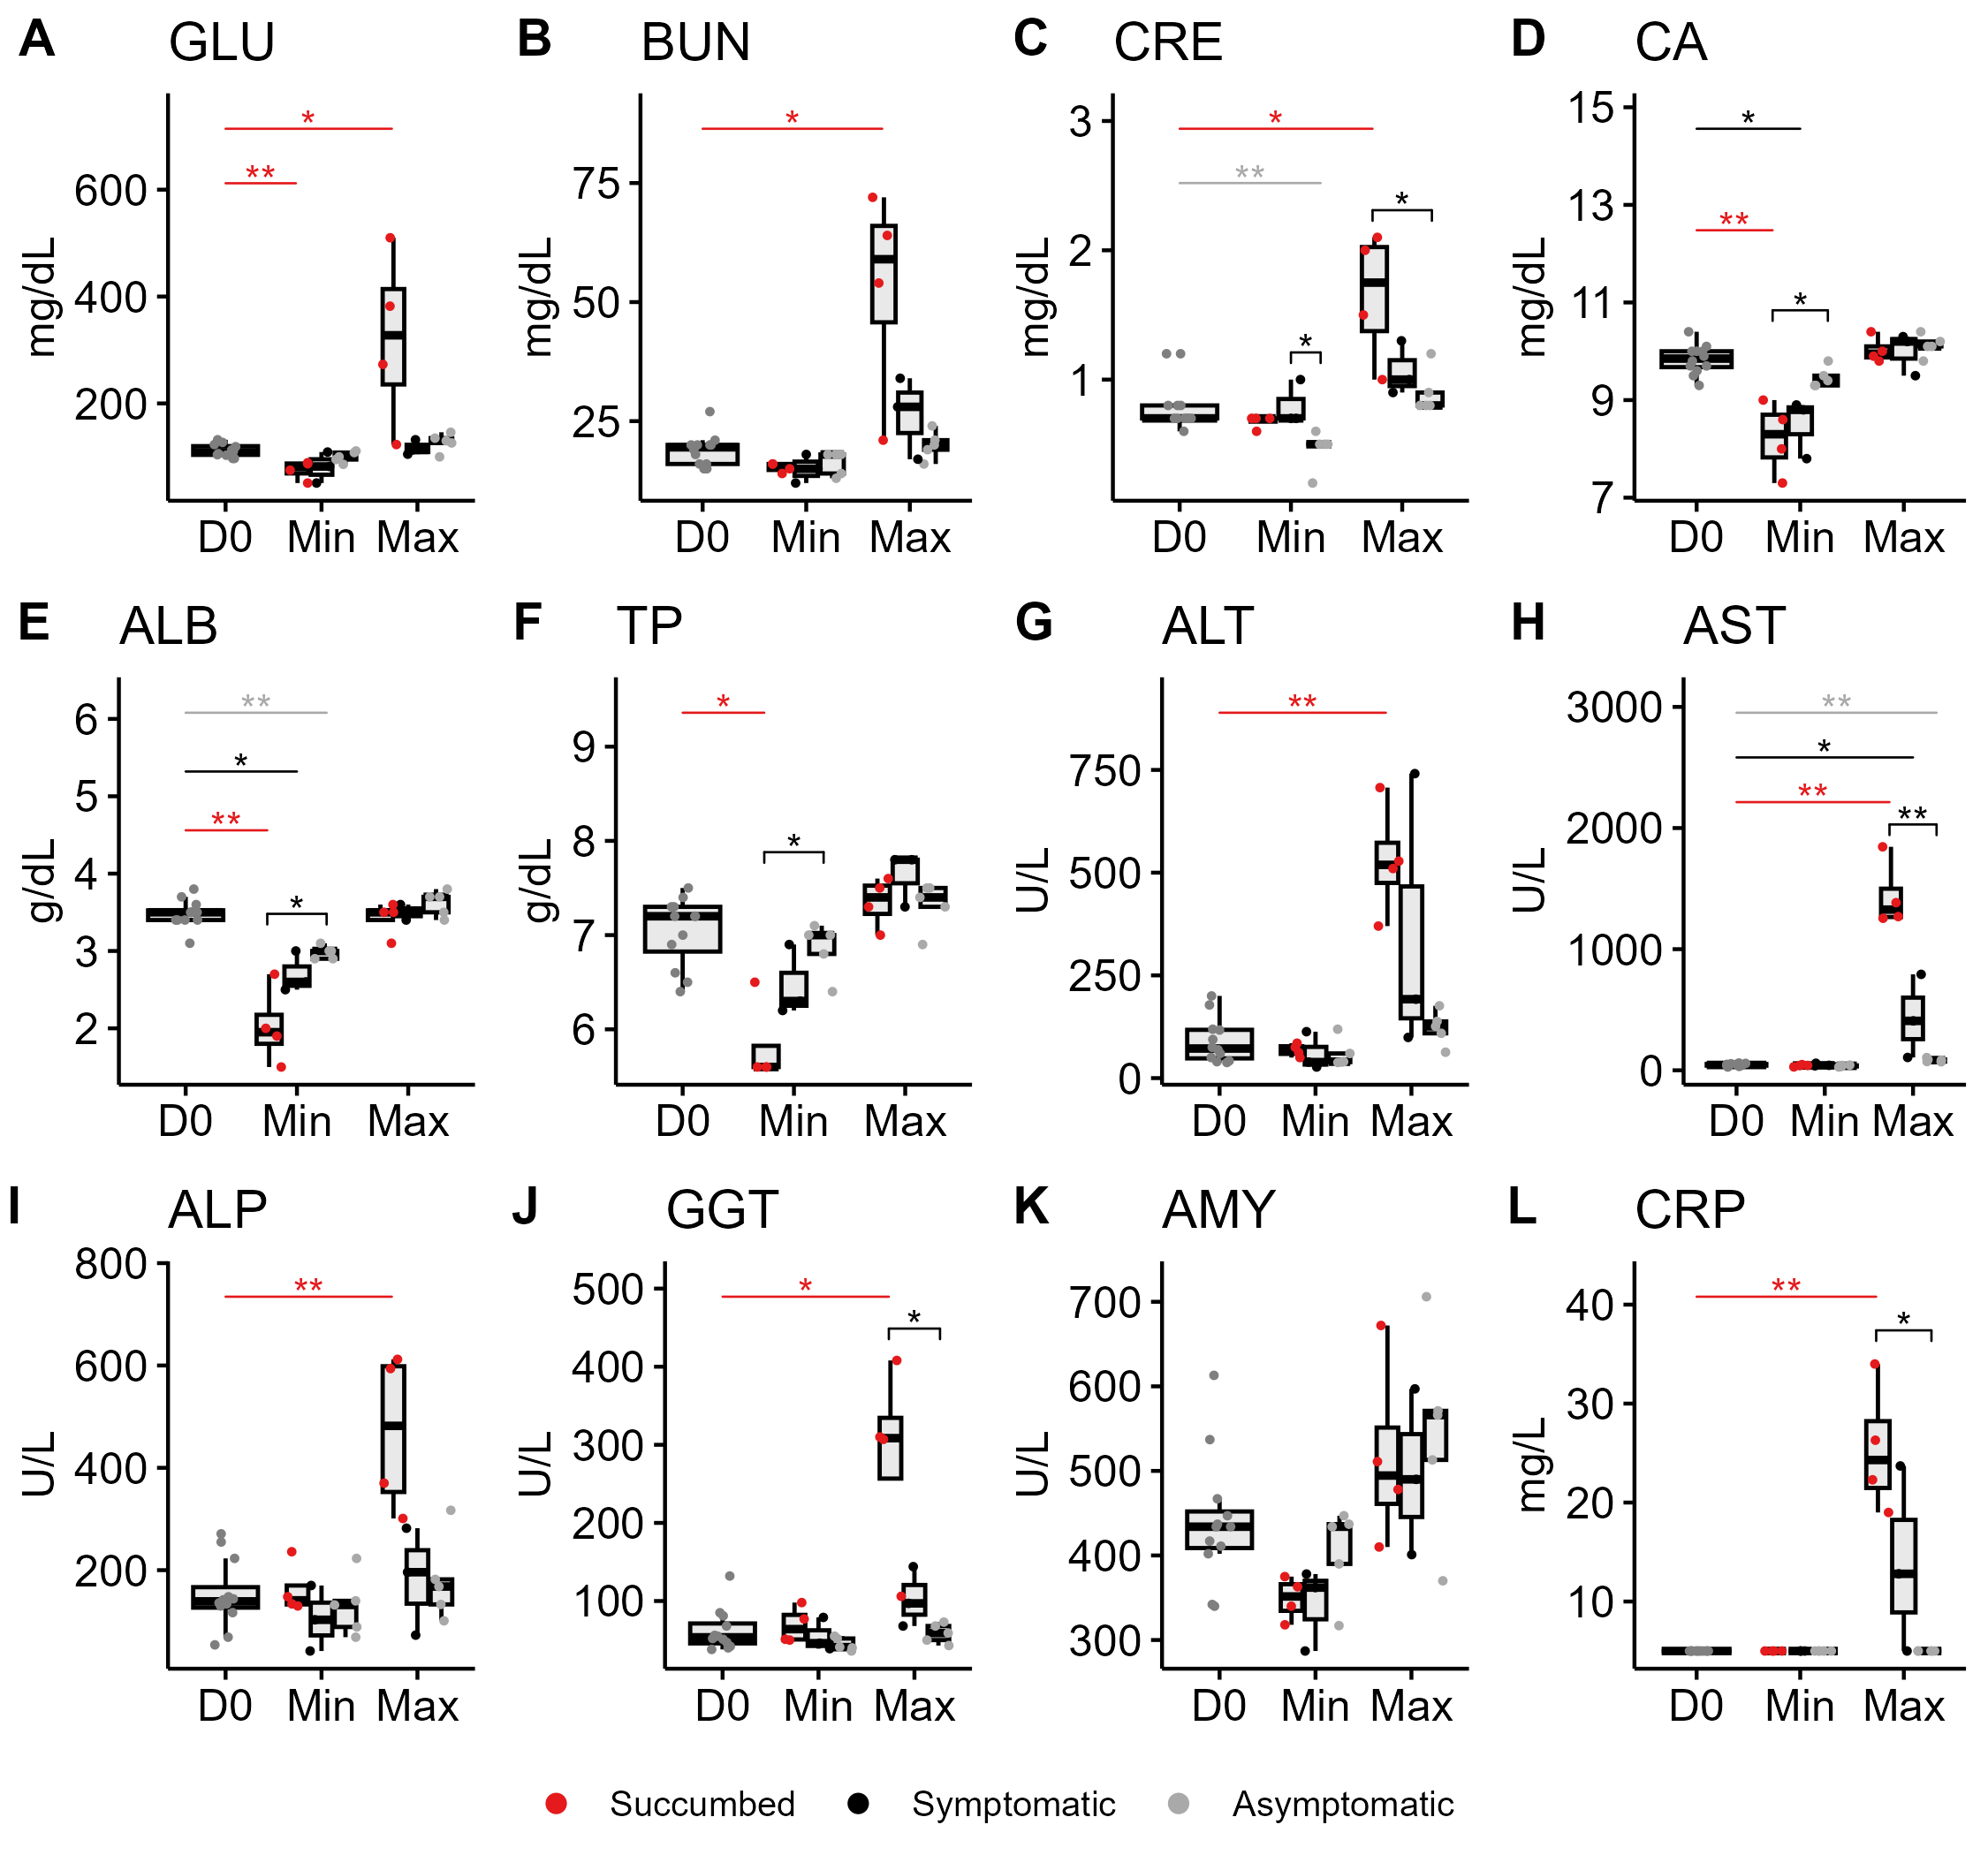 A GLU
*
**
600
400
200
mg/dL
D0 Min Max
B BUN
*
75
50
25
mg/dL
D0 Min Max
C CRE
*
**
*
*
3
2
1
mg/dL
D0 Min Max
D CA
*
**
*
15
13
11
9
7
mg/dL
D0 Min Max
E ALB
**
*
**
*
6
5
4
3
2
g/dL
D0 Min Max
F TP
*
*
9
8
7
6
g/dL
D0 Min Max
G ALT
**
750
500
250
0
U/L
D0 Min Max
H AST
**
*
**
**
3000
2000
1000
0
U/L
D0 Min Max
I ALP
**
800
600
400
200
U/L
D0 Min Max
J GGT
*
*
500
400
300
200
100
U/L
D0 Min Max
K AMY
700
600
500
400
300
U/L
D0 Min Max
L CRP
**
*
40
30
20
10
mg/L
D0 Min Max
Succumbed Symptomatic Asymptomatic